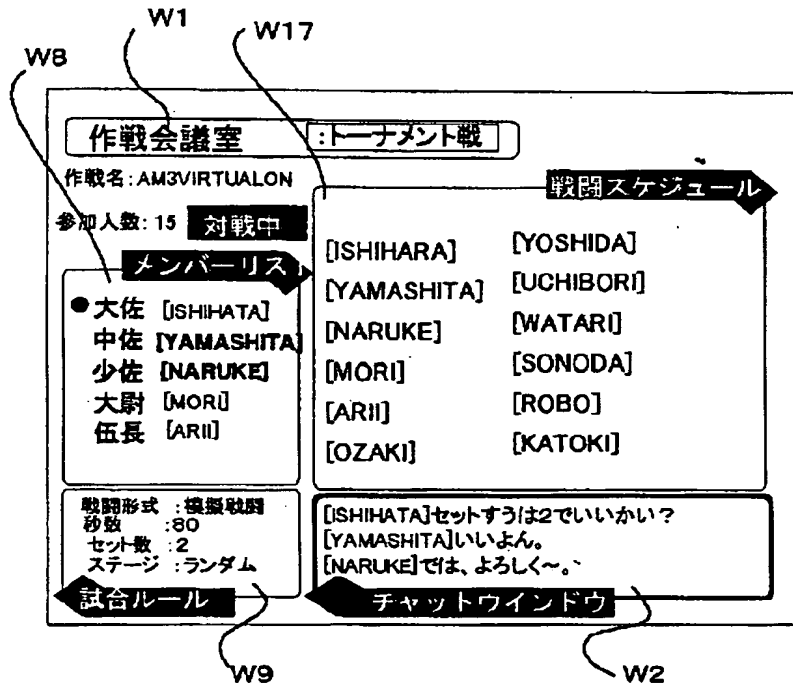 W1
W17
W8
作戦会議室 :トーナメント戦
作戦名:AM3VIRTUALON
戦闘スケジュール
参加人数: 15 対戦中
メンバーリスト
●大佐 [ISHIHATA]
中佐 [YAMASHITA]
少佐 [NARUKE]
大尉 [MORI]
伍長 [ARII]
[ISHIHARA] [YOSHIDA]
[YAMASHITA] [UCHIBORI]
[NARUKE] [WATARI]
[MORI] [SONODA]
[ARII] [ROBO]
[OZAKI] [KATOKI]
戦闘形式 :模擬戦闘
秒数 :80
セット数 :2
ステージ :ランダム
試合ルール
[ISHIHATA]セットすうは2でいいかい?
[YAMASHITA]いいよん。
[NARUKE]では、よろしく~。
チャットウインドウ
W9
W2